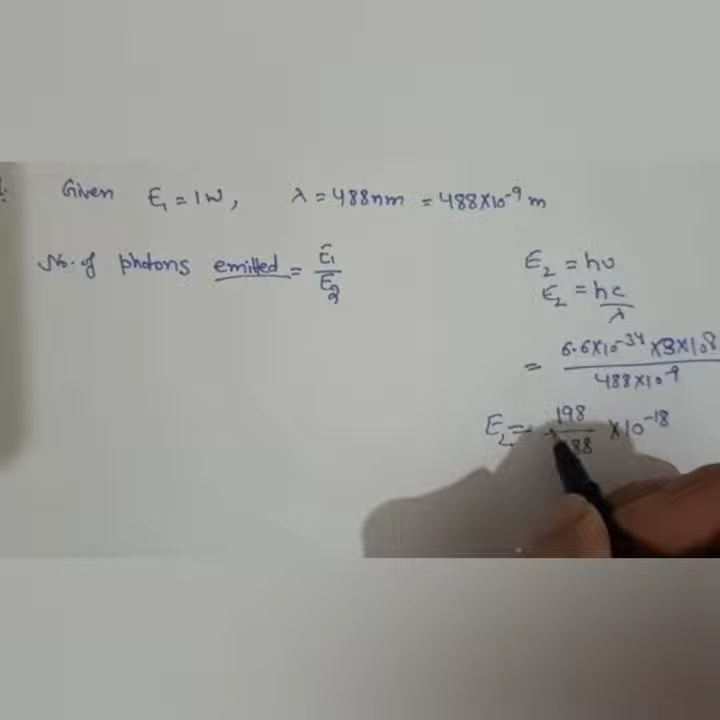 Given E₁ = 1W, λ = 488nm = 488×10⁻⁹ m
No. of photons emitted = E₁/E₂
E₂ = hυ
E₂ = hc/λ
= 6.6×10⁻³⁴ ×3×10⁸ / 488×10⁻⁹
E₂ = 198/ 88 ×10⁻¹⁸